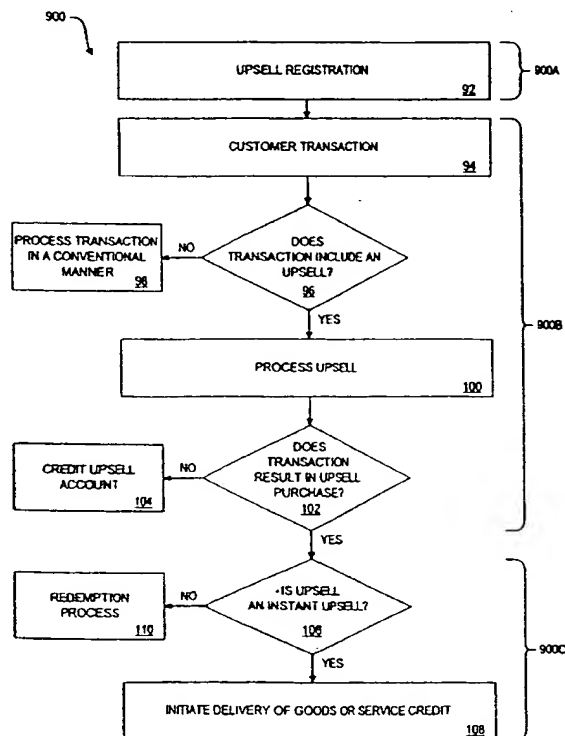 900
UPSELL REGISTRATION
92
900A
CUSTOMER TRANSACTION
94
DOES
TRANSACTION INCLUDE AN
UPSELL?
96
NO
PROCESS TRANSACTION
IN A CONVENTIONAL
MANNER
98
YES
900B
PROCESS UPSELL
100
DOES
TRANSACTION
RESULT IN UPSELL
PURCHASE?
102
NO
CREDIT UPSELL
ACCOUNT
104
YES
IS UPSELL
AN INSTANT UPSELL?
106
NO
REDEMPTION
PROCESS
110
YES
900C
INITIATE DELIVERY OF GOODS OR SERVICE CREDIT
108